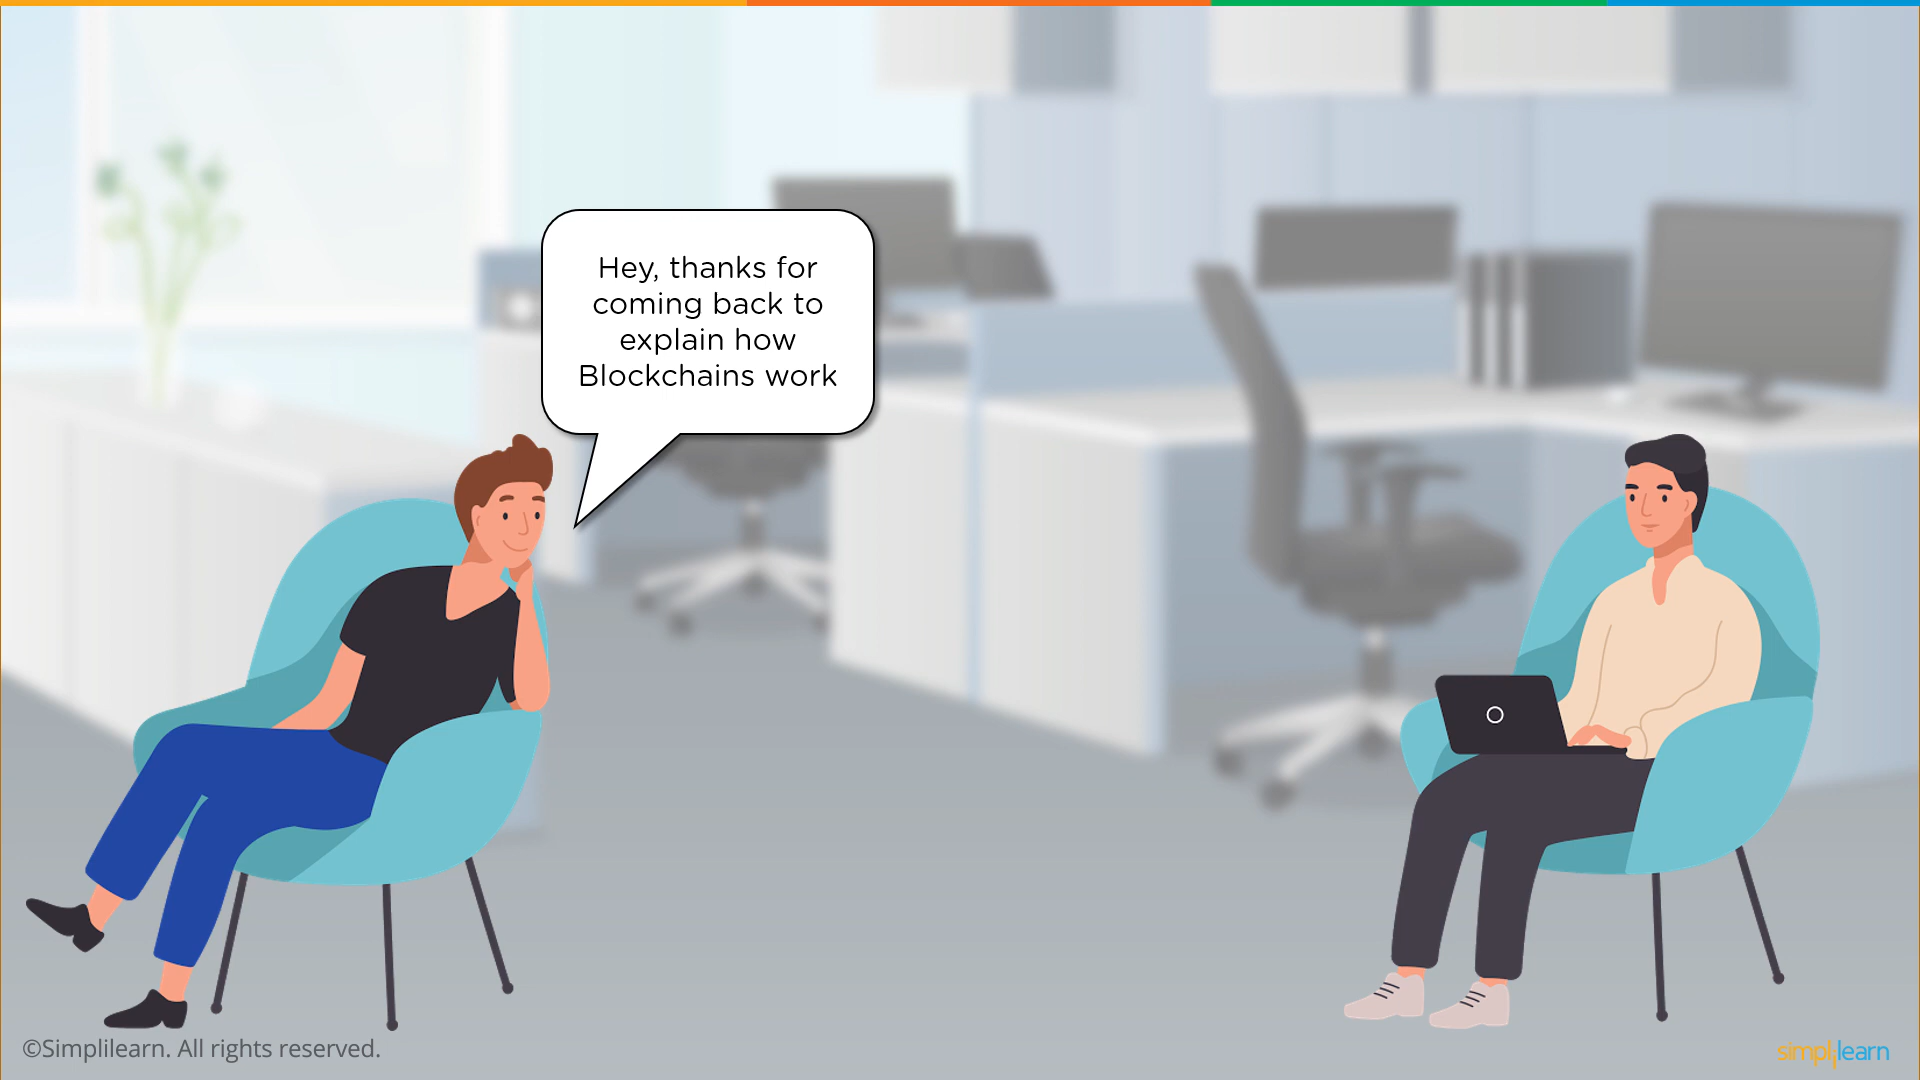 Hey, thanks for
coming back to
explain how
Blockchains work
©Simplilearn. All rights reserved.
simplilearn